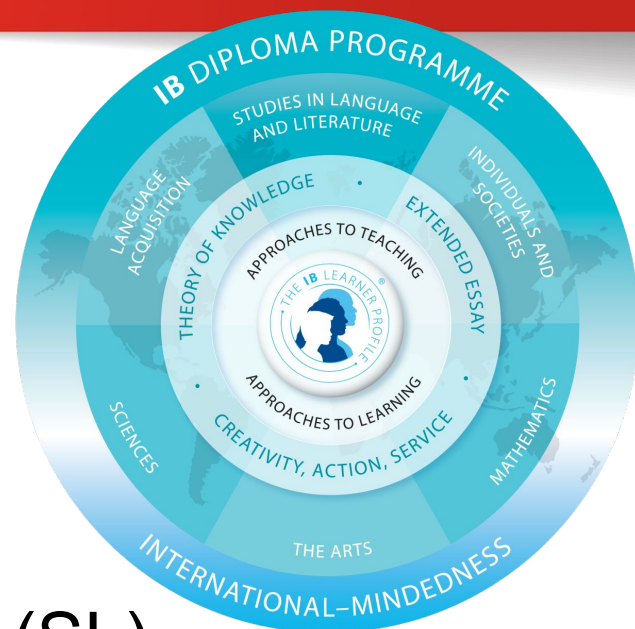 IB DIPLOMA PROGRAMME
STUDIES IN LANGUAGE
AND LITERATURE
LANGUAGE
ACQUISITION
INDIVIDUALS AND
SOCIETIES
THEORY OF KNOWLEDGE
EXTENDED ESSAY
APPROACHES TO TEACHING
THE IB LEARNER PROFILE
®
APPROACHES TO LEARNING
CREATIVITY, ACTION, SERVICE
SCIENCES
MATHEMATICS
THE ARTS
INTERNATIONAL–MINDEDNESS
(SL)